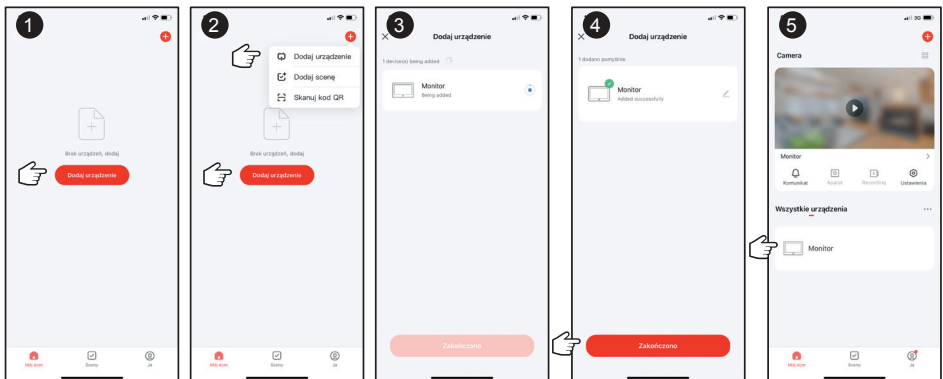 1
Brak urządzeń, dodaj
Dodaj urządzenie
Mój dom
Sceny
Ja
2
Dodaj urządzenie
Dodaj scenę
Skanuj kod QR
Brak urządzeń, dodaj
Dodaj urządzenie
Mój dom
Sceny
Ja
3
Dodaj urządzenie
1 device(s) being added
Monitor
Being added
Zakończono
4
Dodaj urządzenie
1 dodano pomyślnie
Monitor
Added successfully
Zakończono
5
3G
Camera
Monitor
Komunikat
Aparat
Recording
Ustawienia
Wszystkie urządzenia
Monitor
Mój dom
Sceny
Ja